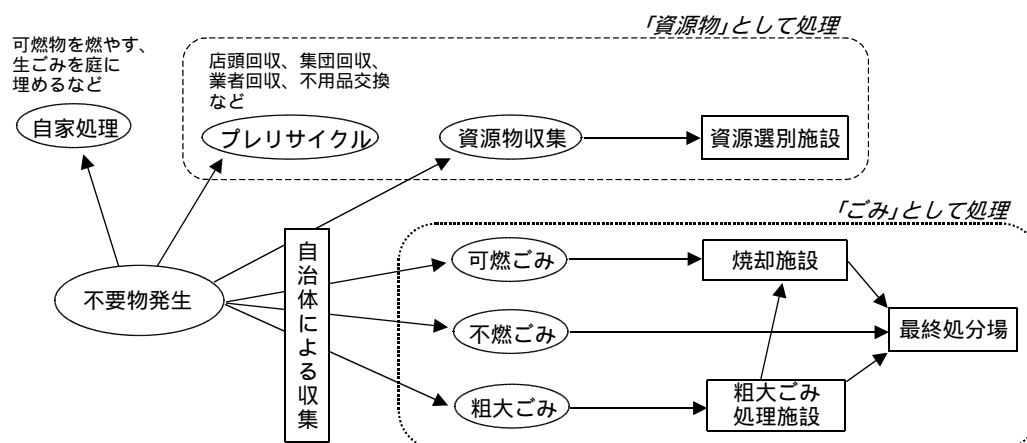 「資源物」として処理
可燃物を燃やす、
生ごみを庭に
埋めるなど
店頭回収、集団回収、
業者回収、不用品交換
など
自家処理
プレリサイクル
資源物収集
資源選別施設
「ごみ」として処理
自治体による収集
可燃ごみ
焼却施設
不要物発生
不燃ごみ
最終処分場
粗大ごみ
粗大ごみ
処理施設